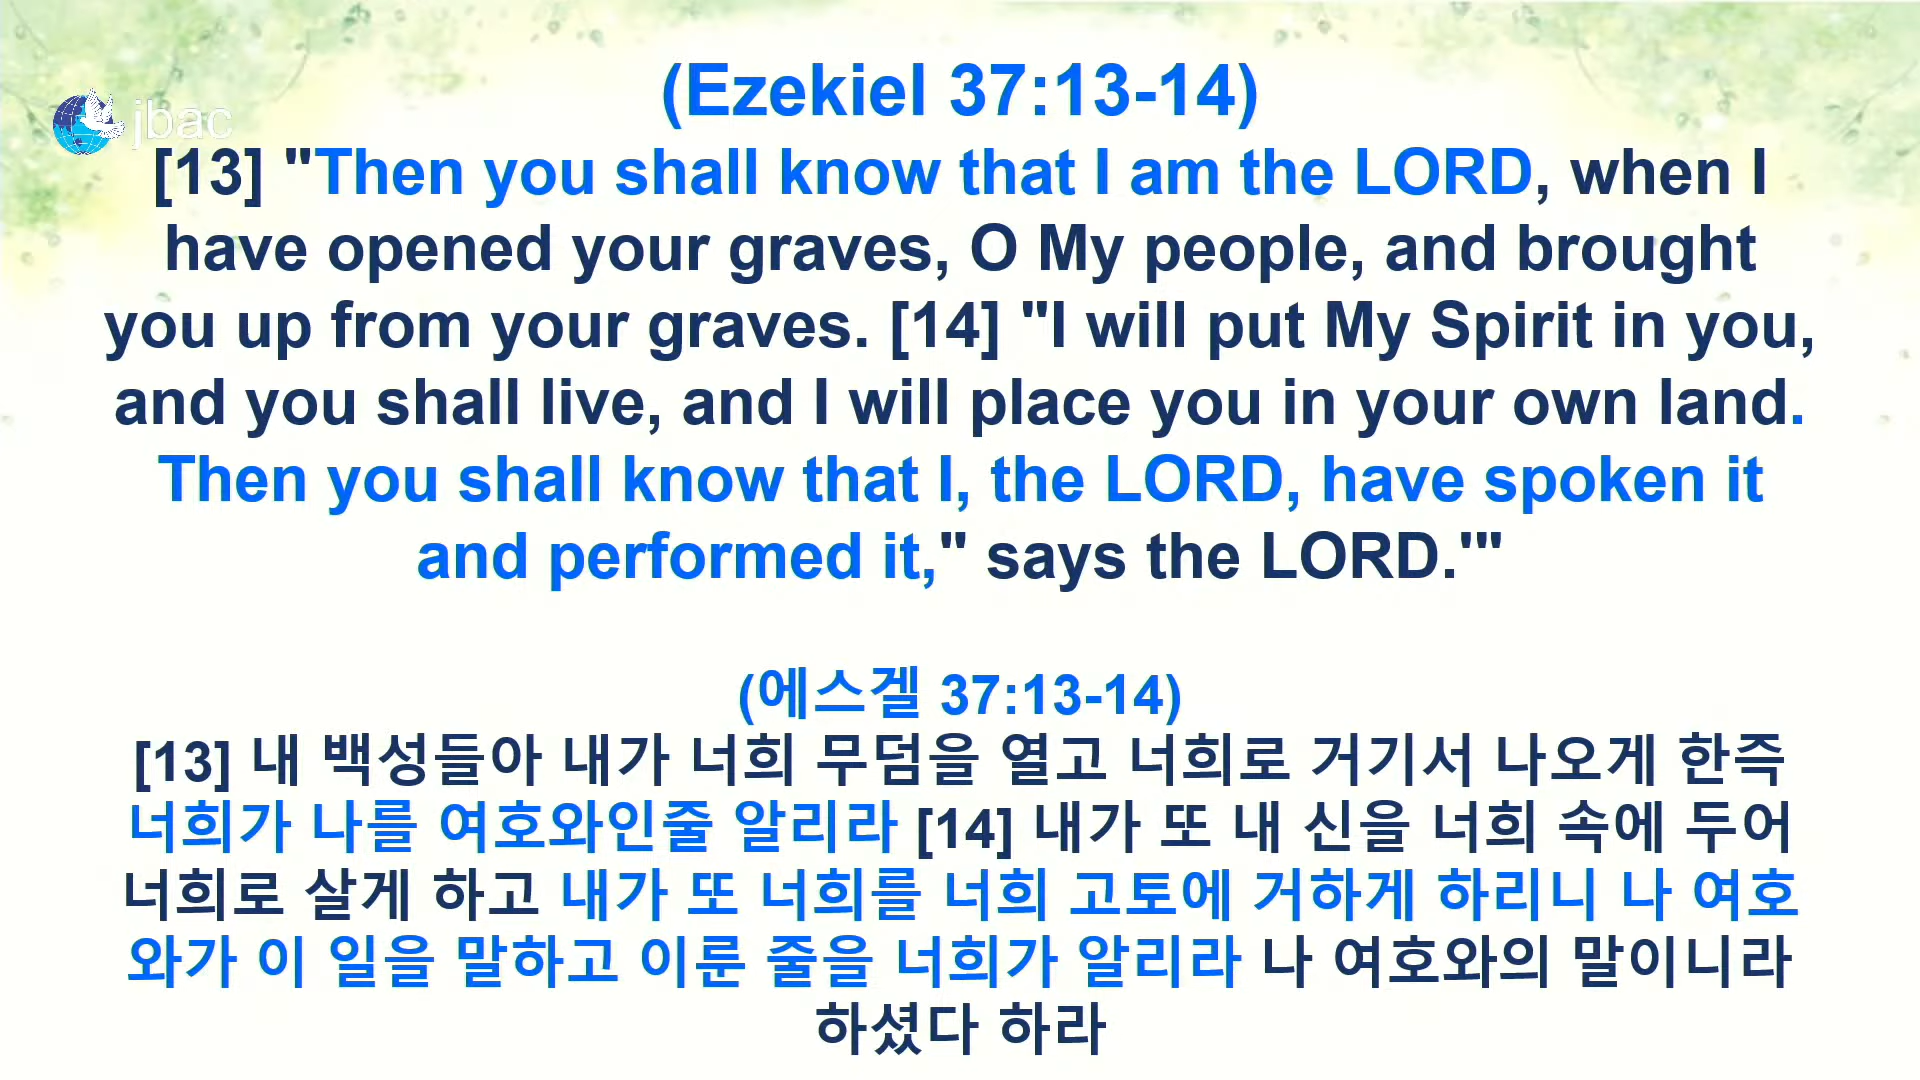 (Ezekiel 37:13-14)
jbac
[13] "Then you shall know that I am the LORD, when I
have opened your graves, O My people, and brought
you up from your graves. [14] "I will put My Spirit in you,
and you shall live, and I will place you in your own land.
Then you shall know that I, the LORD, have spoken it
and performed it," says the LORD.'"
(에스겔 37:13-14)
[13] 내 백성들아 내가 너희 무덤을 열고 너희로 거기서 나오게 한즉
너희가 나를 여호와인줄 알리라 [14] 내가 또 내 신을 너희 속에 두어
너희로 살게 하고 내가 또 너희를 너희 고토에 거하게 하리니 나 여호
와가 이 일을 말하고 이룬 줄을 너희가 알리라 나 여호와의 말이니라
하셨다 하라